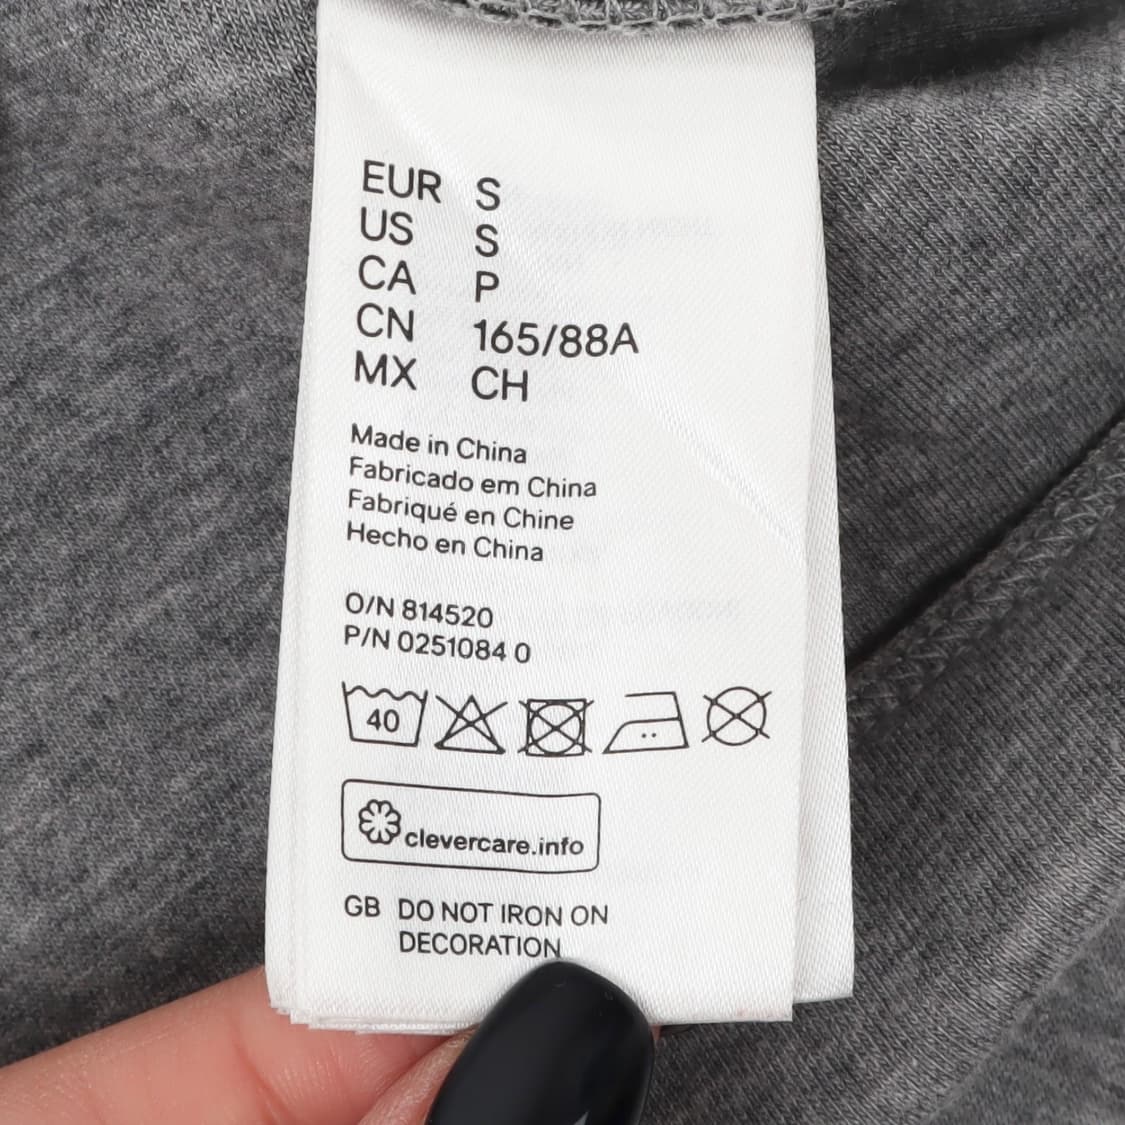 EUR S
US S
CA P
CN 165/88A
MX CH
Made in China
Fabricado em China
Fabriqué en Chine
Hecho en China
O/N 814520
P/N 0251084 0
40
clevercare.info
GB DO NOT IRON ON
DECORATION